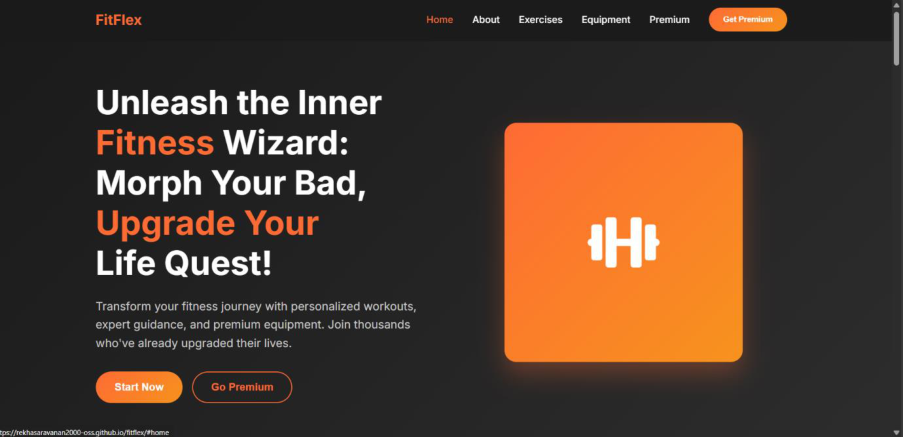 FitFlex
Home About Exercises Equipment Premium Get Premium
Unleash the Inner
Fitness Wizard:
Morph Your Bad,
Upgrade Your
Life Quest!
Transform your fitness journey with personalized workouts,
expert guidance, and premium equipment. Join thousands
who've already upgraded their lives.
Start Now Go Premium
tps://rekhasaravanan2000-oss.github.io/fitflex/#home